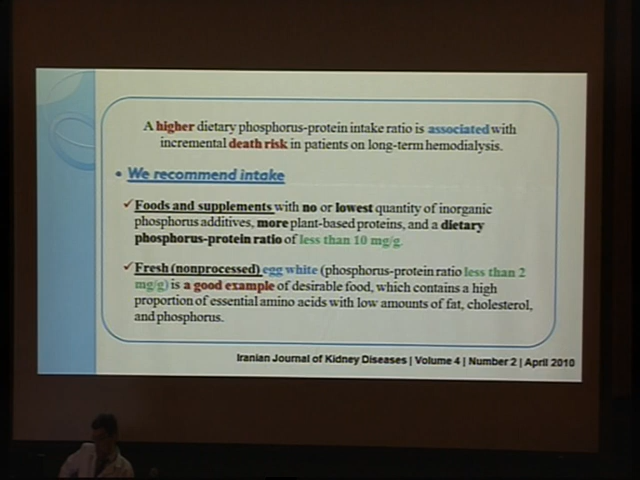 A higher dietary phosphorus-protein intake ratio is associated with
incremental death risk in patients on long-term hemodialysis.
• We recommend intake
✓Foods and supplements with no or lowest quantity of inorganic
phosphorus additives, more plant-based proteins, and a dietary
phosphorus-protein ratio of less than 10 mg/g.
✓Fresh (nonprocessed) egg white (phosphorus-protein ratio less than 2
mg/g) is a good example of desirable food, which contains a high
proportion of essential amino acids with low amounts of fat, cholesterol,
and phosphorus.
Iranian Journal of Kidney Diseases | Volume 4 | Number 2 | April 2010